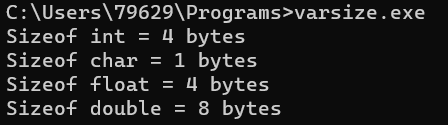 C:\Users\79629\Programs>varsize.exe
Sizeof int = 4 bytes
Sizeof char = 1 bytes
Sizeof float = 4 bytes
Sizeof double = 8 bytes